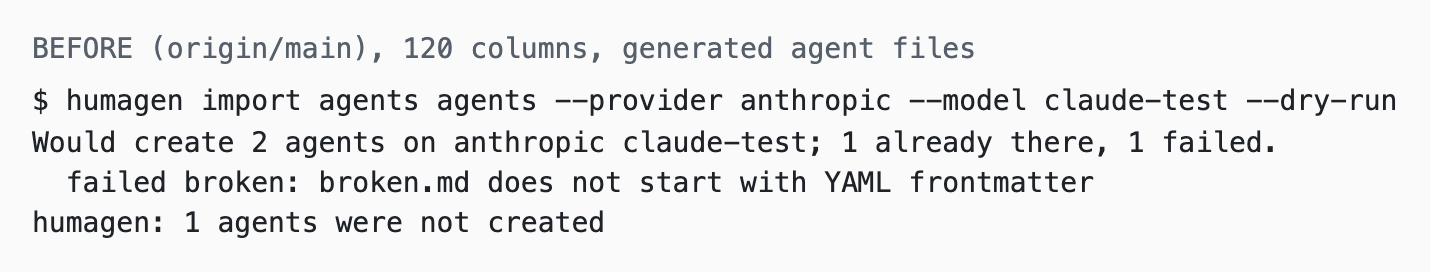 BEFORE (origin/main), 120 columns, generated agent files
$ humagen import agents agents --provider anthropic --model claude-test --dry-run
Would create 2 agents on anthropic claude-test; 1 already there, 1 failed.
  failed broken: broken.md does not start with YAML frontmatter
humagen: 1 agents were not created